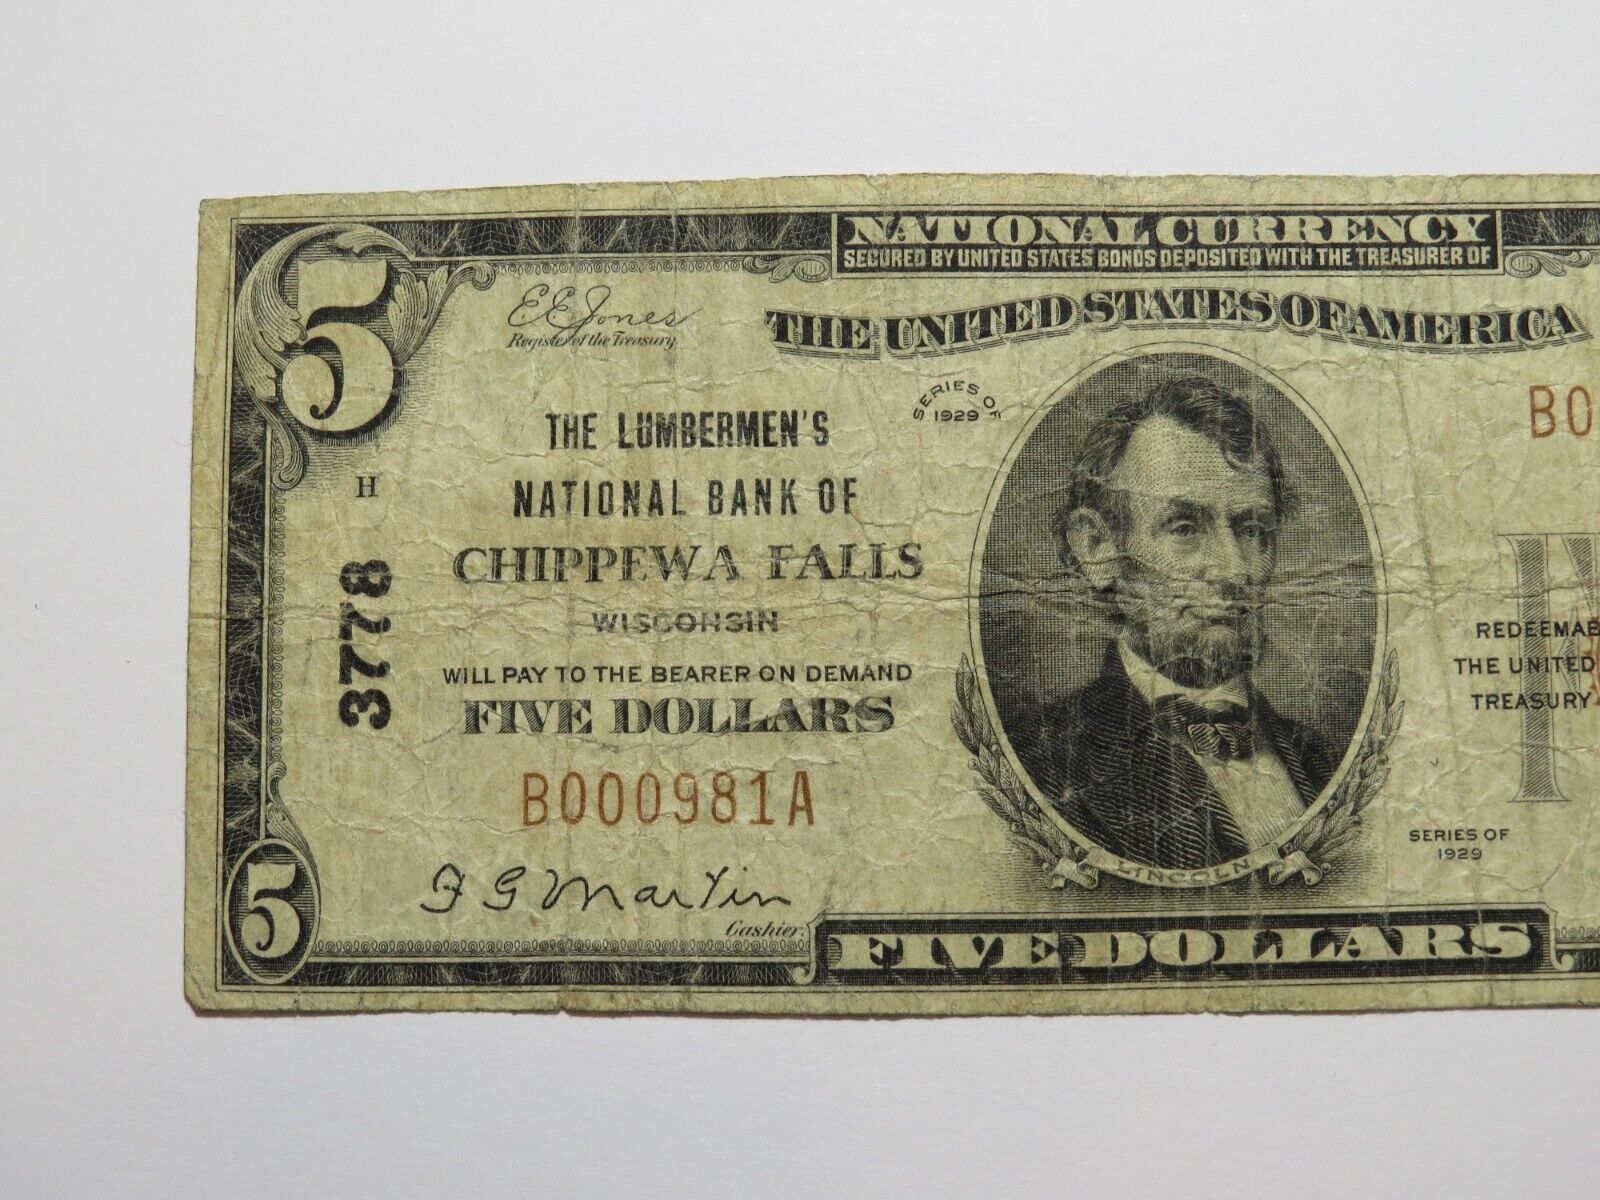 NATIONAL CURRENCY
SECURED BY UNITED STATES BONDS DEPOSITED WITH THE TREASURER OF
THE UNITED STATES OF AMERICA
5
E E Jones
Register of the Treasury.
SERIES OF
1929
B0
THE LUMBERMEN'S
NATIONAL BANK OF
CHIPPEWA FALLS
WISCONSIN
WILL PAY TO THE BEARER ON DEMAND
FIVE DOLLARS
H
3778
B000981A
F G Martin
Cashier.
5
LINCOLN
REDEEMAB
THE UNITED
TREASURY
SERIES OF
1929
FIVE DOLLARS